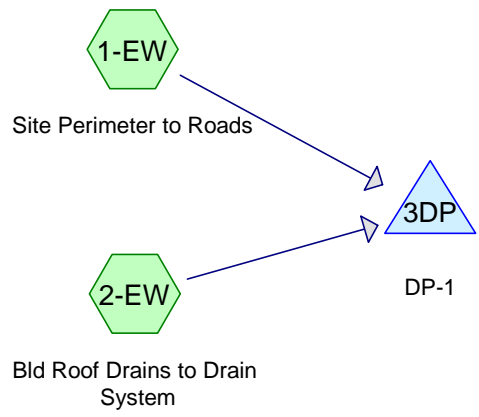 1-EW
Site Perimeter to Roads
3DP
DP-1
2-EW
Bld Roof Drains to Drain
System